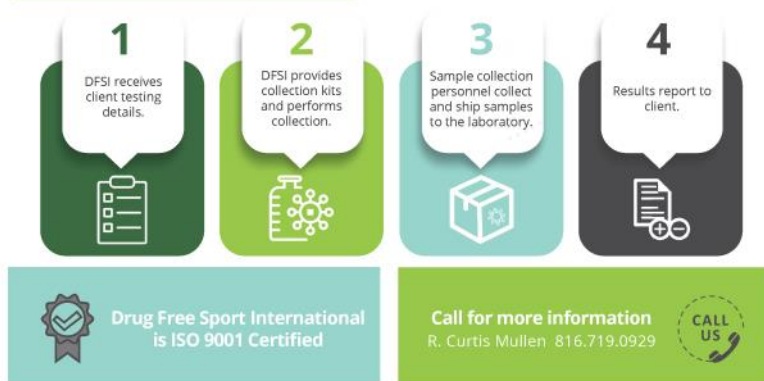 1
DFSI receives
client testing
details.
2
DFSI provides
collection kits
and performs
collection.
3
Sample collection
personnel collect
and ship samples
to the laboratory.
4
Results report to
client.
Drug Free Sport International
is ISO 9001 Certified
Call for more information
R. Curtis Mullen 816.719.0929
CALL
US